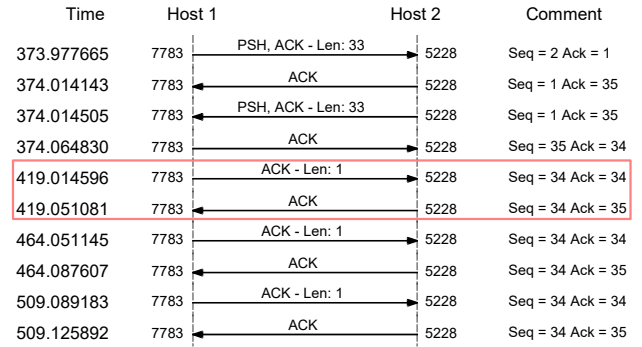 Time Host 1 Host 2 Comment
373.977665 7783 PSH, ACK - Len: 33 5228 Seq = 2 Ack = 1
374.014143 7783 ACK 5228 Seq = 1 Ack = 35
374.014505 7783 PSH, ACK - Len: 33 5228 Seq = 1 Ack = 35
374.064830 7783 ACK 5228 Seq = 35 Ack = 34
419.014596 7783 ACK - Len: 1 5228 Seq = 34 Ack = 34
419.051081 7783 ACK 5228 Seq = 34 Ack = 35
464.051145 7783 ACK - Len: 1 5228 Seq = 34 Ack = 34
464.087607 7783 ACK 5228 Seq = 34 Ack = 35
509.089183 7783 ACK - Len: 1 5228 Seq = 34 Ack = 34
509.125892 7783 ACK 5228 Seq = 34 Ack = 35